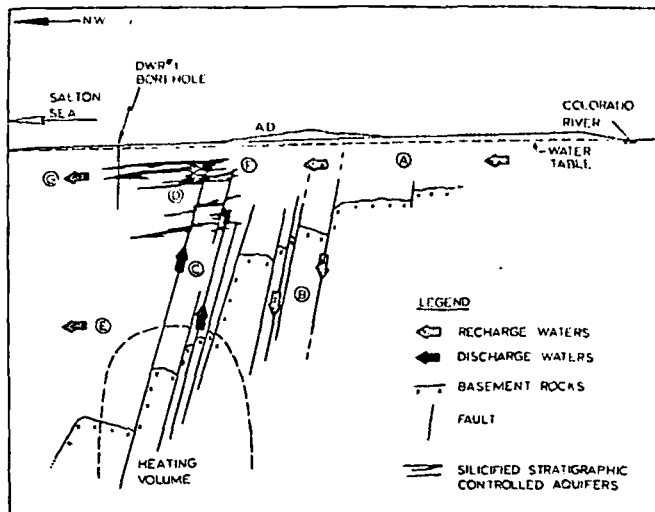 NW
DWR#1
BOREHOLE
SALTON
SEA
AD
COLORADO
RIVER
WATER
TABLE
A
F
G
D
C
B
E
HEATING
VOLUME
LEGEND
RECHARGE WATERS
DISCHARGE WATERS
BASEMENT ROCKS
FAULT
SILICIFIED STRATIGRAPHIC
CONTROLLED AQUIFERS